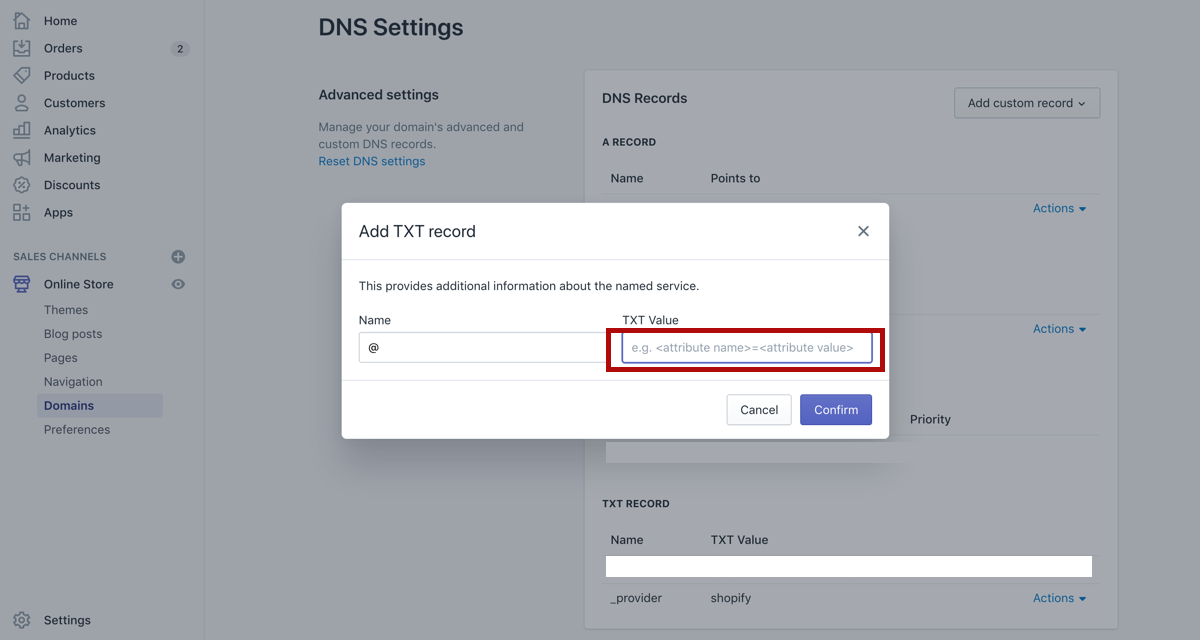 Home
Orders 2
Products
Customers
Analytics
Marketing
Discounts
Apps
SALES CHANNELS
Online Store
Themes
Blog posts
Pages
Navigation
Domains
Preferences
Settings
DNS Settings
Advanced settings
Manage your domain's advanced and
custom DNS records.
Reset DNS settings
DNS Records
Add custom record
A RECORD
Name Points to
Actions
Actions
Add TXT record
This provides additional information about the named service.
Name TXT Value
@ e.g. <attribute name>=<attribute value>
Cancel Confirm
Priority
TXT RECORD
Name TXT Value
_provider shopify Actions